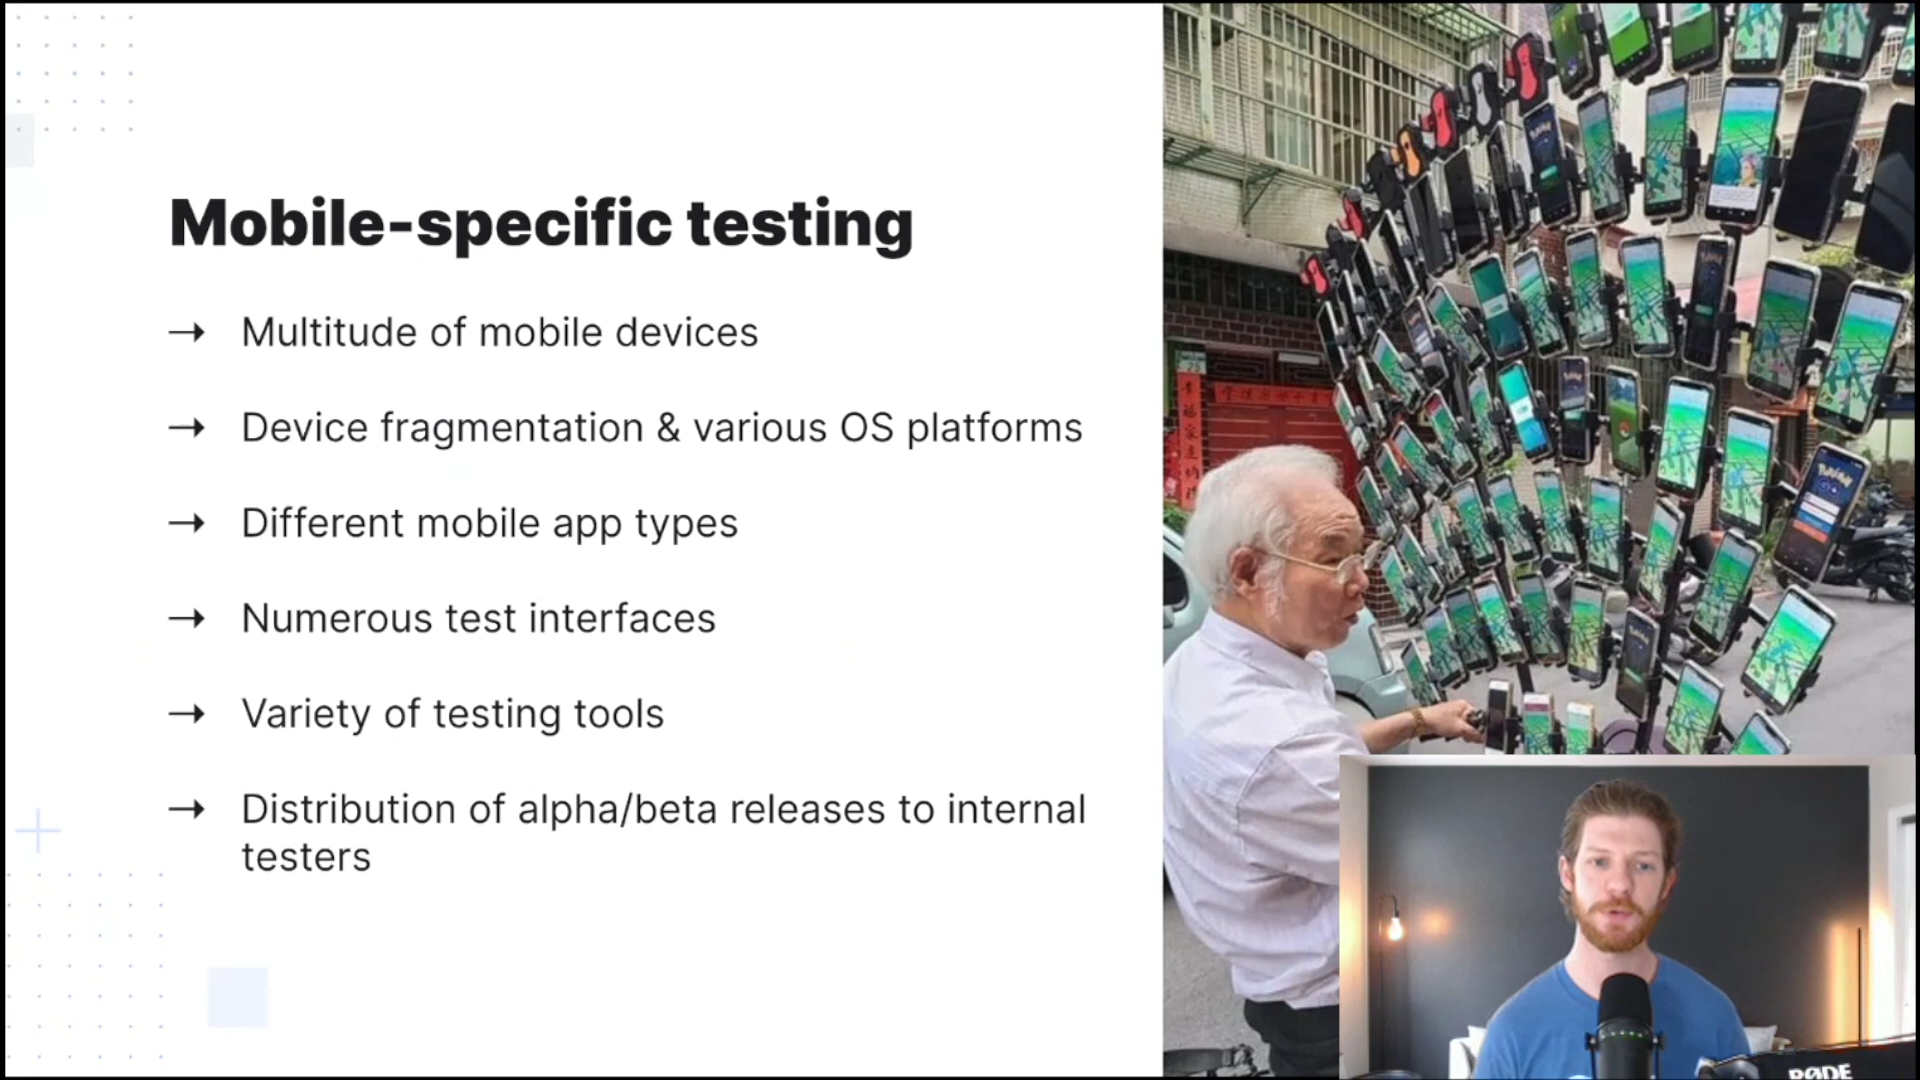 Mobile-specific testing
→ Multitude of mobile devices
→ Device fragmentation & various OS platforms
→ Different mobile app types
→ Numerous test interfaces
→ Variety of testing tools
→ Distribution of alpha/beta releases to internal
testers
RØDE